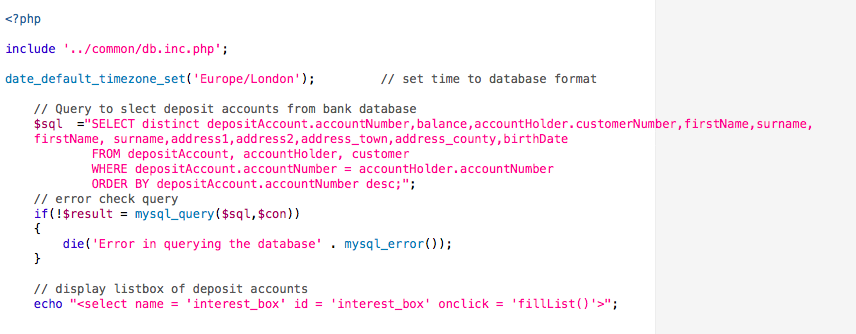 <?php
include '../common/db.inc.php';
date_default_timezone_set('Europe/London');         // set time to database format
    // Query to slect deposit accounts from bank database
    $sql  ="SELECT distinct depositAccount.accountNumber,balance,accountHolder.customerNumber,firstName,surname,
    firstName, surname,address1,address2,address_town,address_county,birthDate
            FROM depositAccount, accountHolder, customer
            WHERE depositAccount.accountNumber = accountHolder.accountNumber
            ORDER BY depositAccount.accountNumber desc;";
    // error check query
    if(!$result = mysql_query($sql,$con))
    {
        die('Error in querying the database' . mysql_error());
    }
    // display listbox of deposit accounts
    echo "<select name = 'interest_box' id = 'interest_box' onclick = 'fillList()'>";